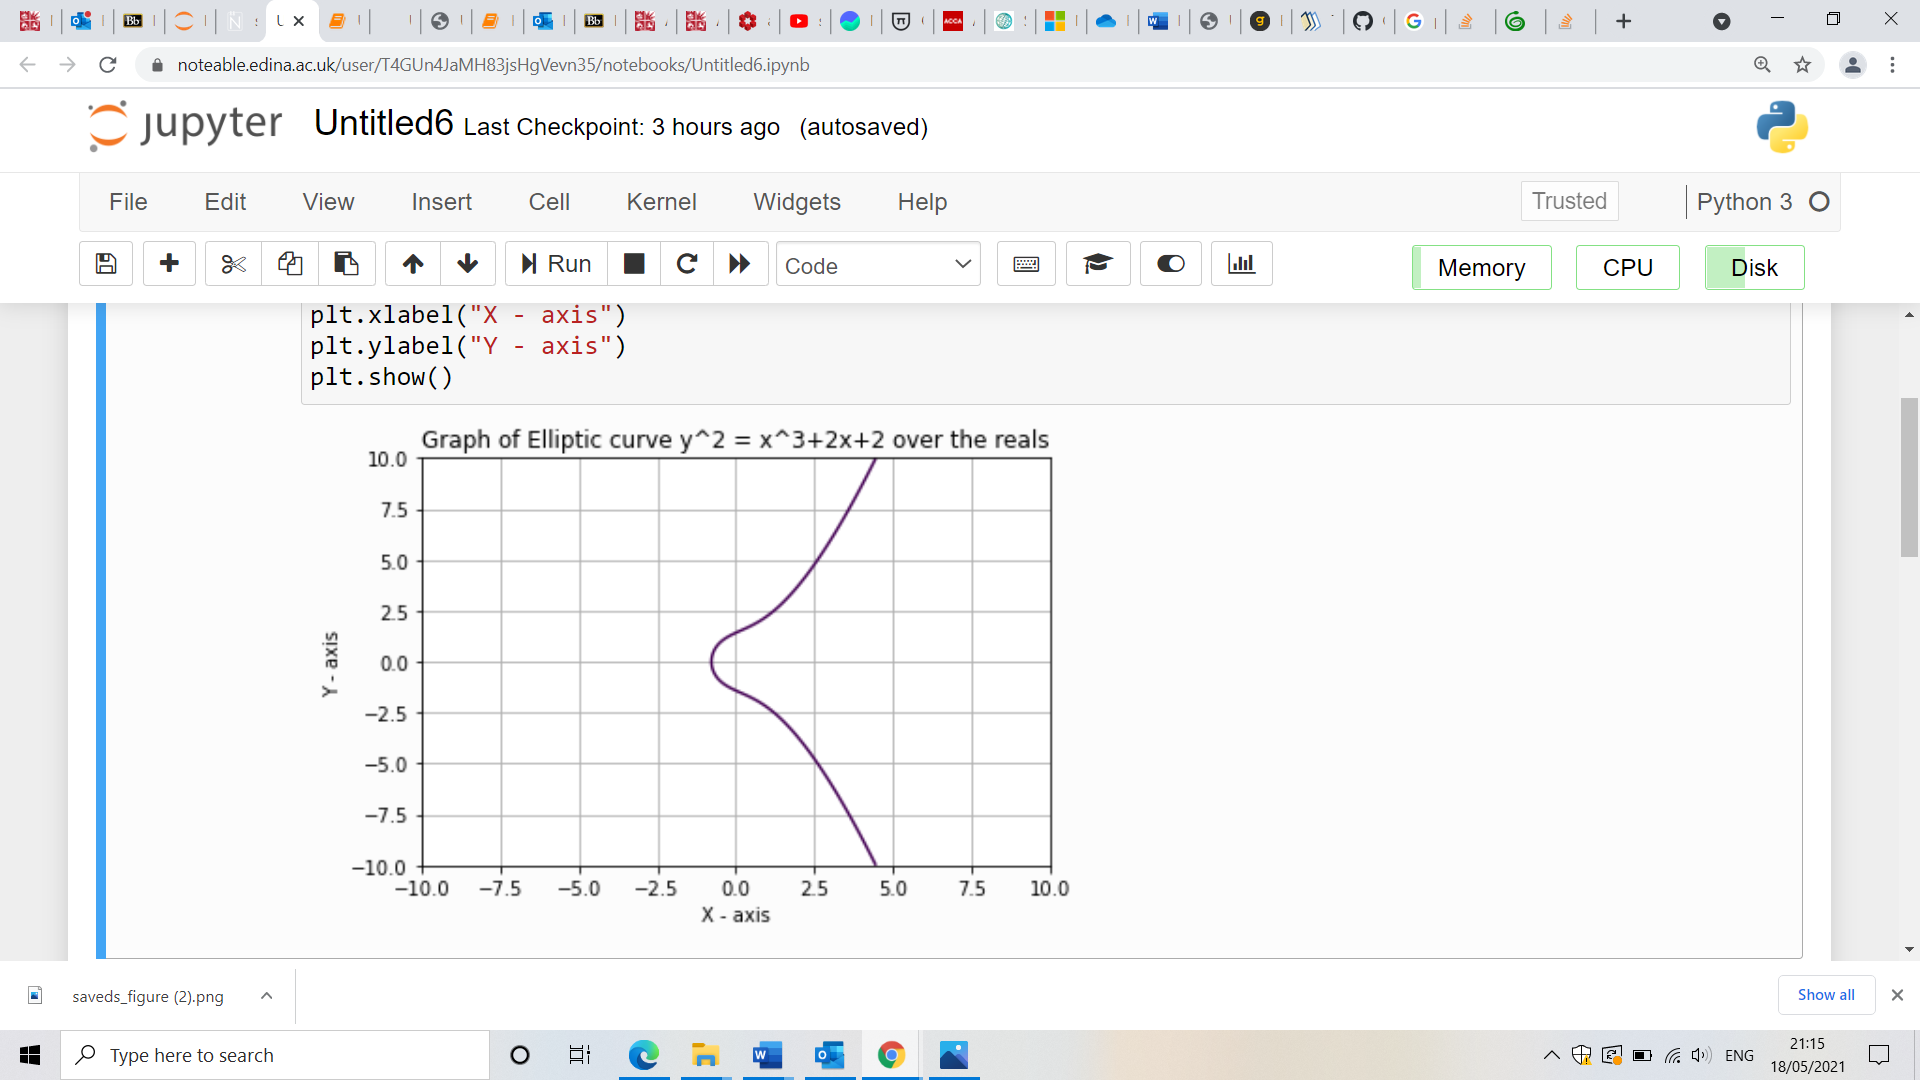 noteable.edina.ac.uk/user/T4GUn4JaMH83jsHgVevn35/notebooks/Untitled6.ipynb
jupyter Untitled6 Last Checkpoint: 3 hours ago (autosaved)
File Edit View Insert Cell Kernel Widgets Help Trusted Python 3
Run Code Memory CPU Disk
plt.xlabel("X - axis")
plt.ylabel("Y - axis")
plt.show()
Graph of Elliptic curve y^2 = x^3+2x+2 over the reals
10.0
7.5
5.0
2.5
0.0
−2.5
−5.0
−7.5
−10.0
Y - axis
−10.0 −7.5 −5.0 −2.5 0.0 2.5 5.0 7.5 10.0
X - axis
saveds_figure (2).png Show all
Type here to search ENG 21:15
18/05/2021